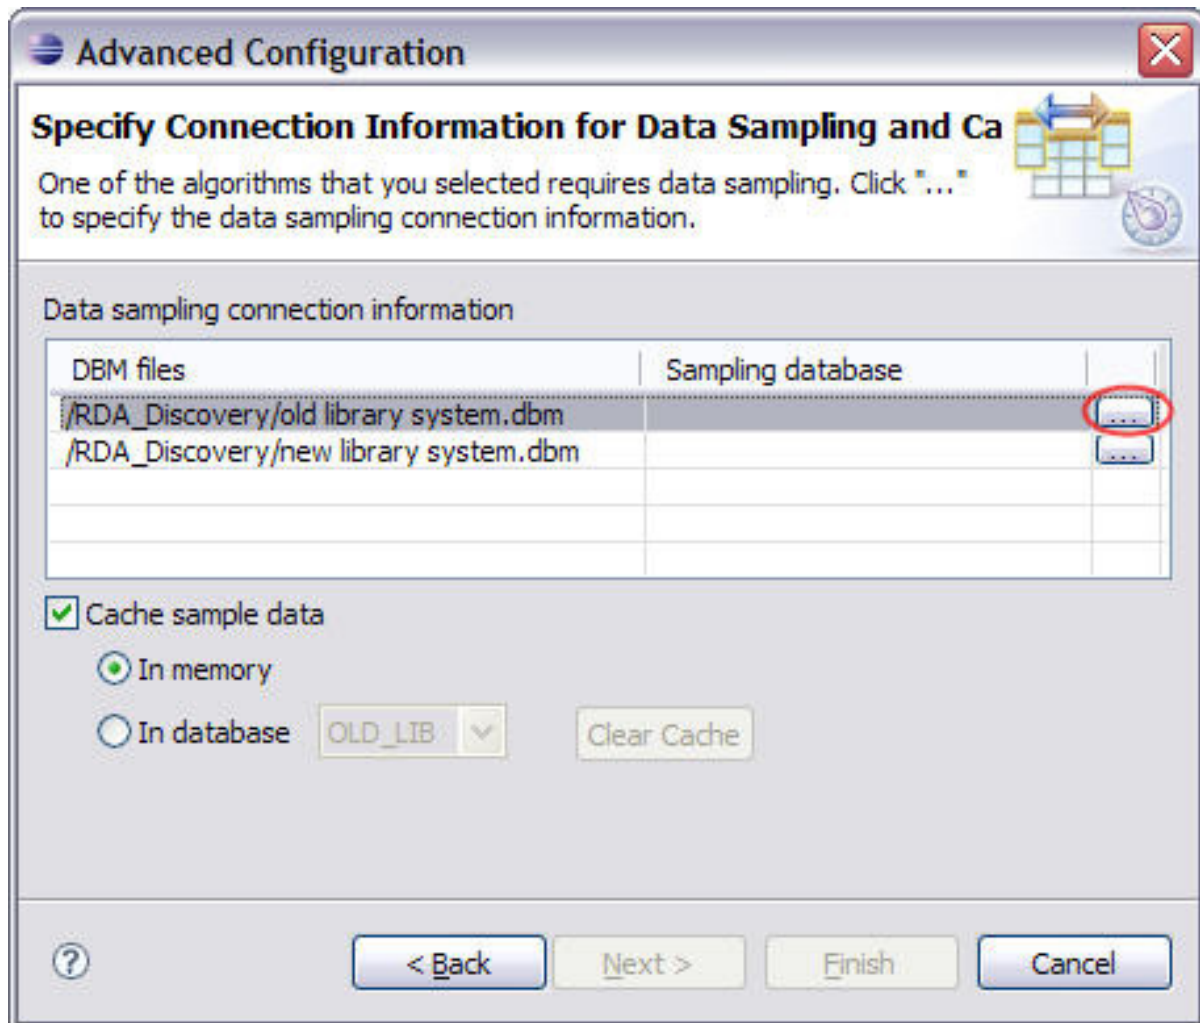 Advanced Configuration
Specify Connection Information for Data Sampling and Ca
One of the algorithms that you selected requires data sampling. Click "..."
to specify the data sampling connection information.
Data sampling connection information
DBM files Sampling database
/RDA_Discovery/old library system.dbm ...
/RDA_Discovery/new library system.dbm ...
Cache sample data
In memory
In database OLD_LIB Clear Cache
? < Back Next > Finish Cancel